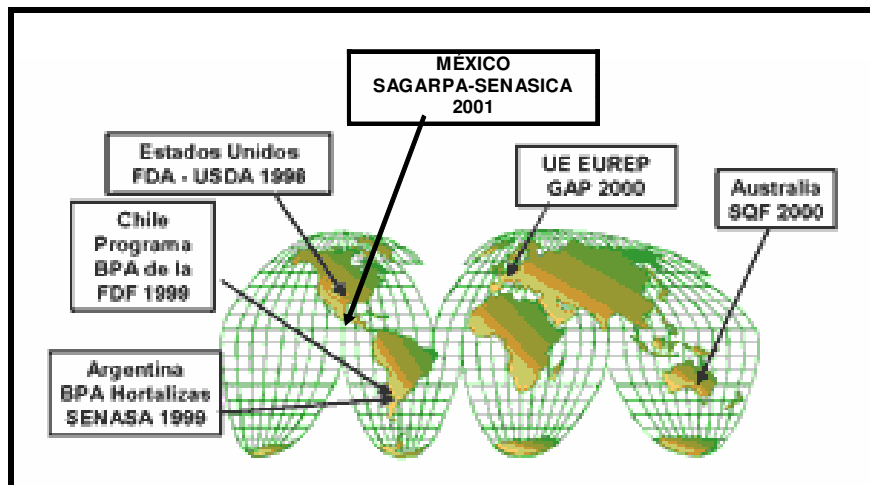 MÉXICO
SAGARPA-SENASICA
2001
Estados Unidos
FDA - USDA 1998
UE EUREP
GAP 2000
Australia
SQF 2000
Chile
Programa
BPA de la
FDF 1999
Argentina
BPA Hortalizas
SENASA 1999